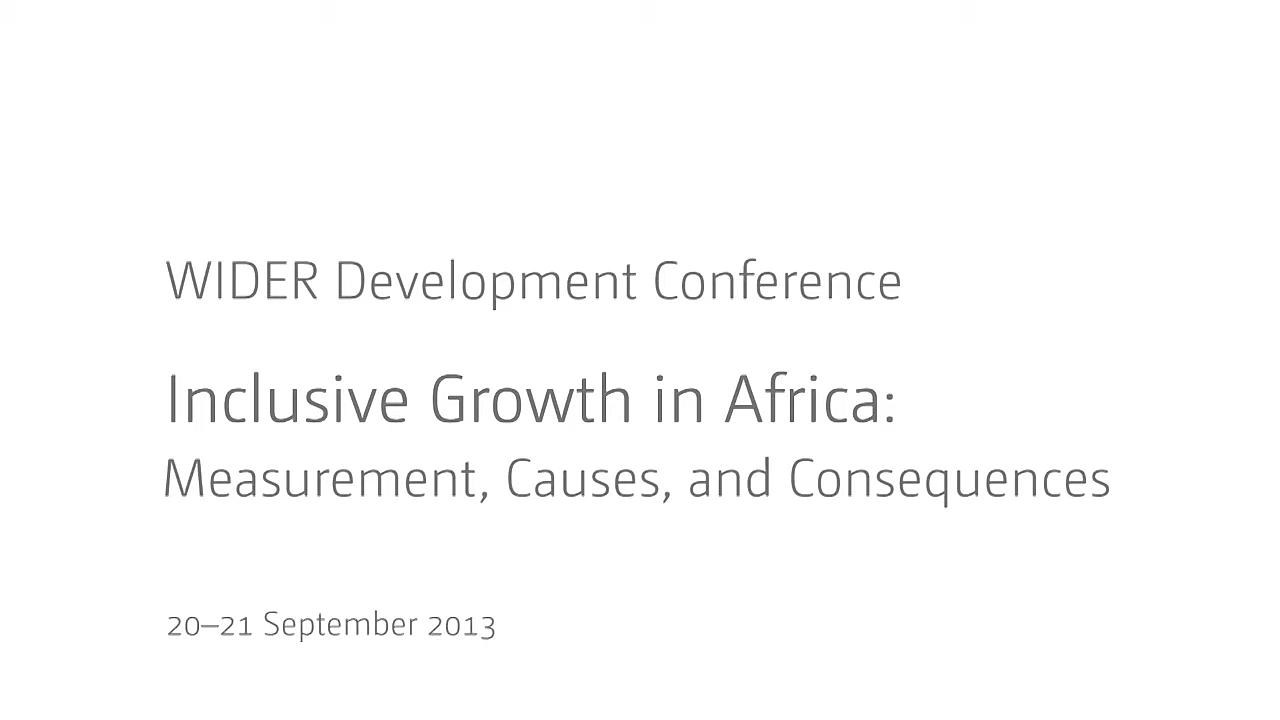 WIDER Development Conference
Inclusive Growth in Africa:
Measurement, Causes, and Consequences
20–21 September 2013